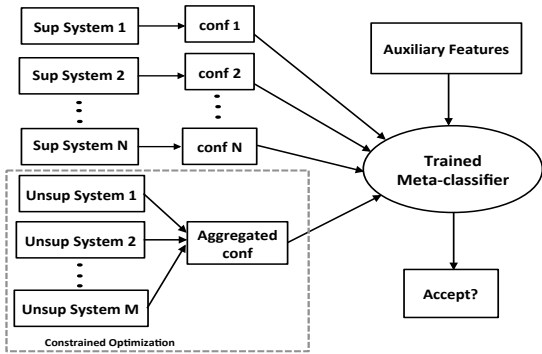 Sup System 1
conf 1
Sup System 2
conf 2
Sup System N
conf N
Auxiliary Features
Trained
Meta-classifier
Accept?
Unsup System 1
Unsup System 2
Unsup System M
Aggregated
conf
Constrained Optimization